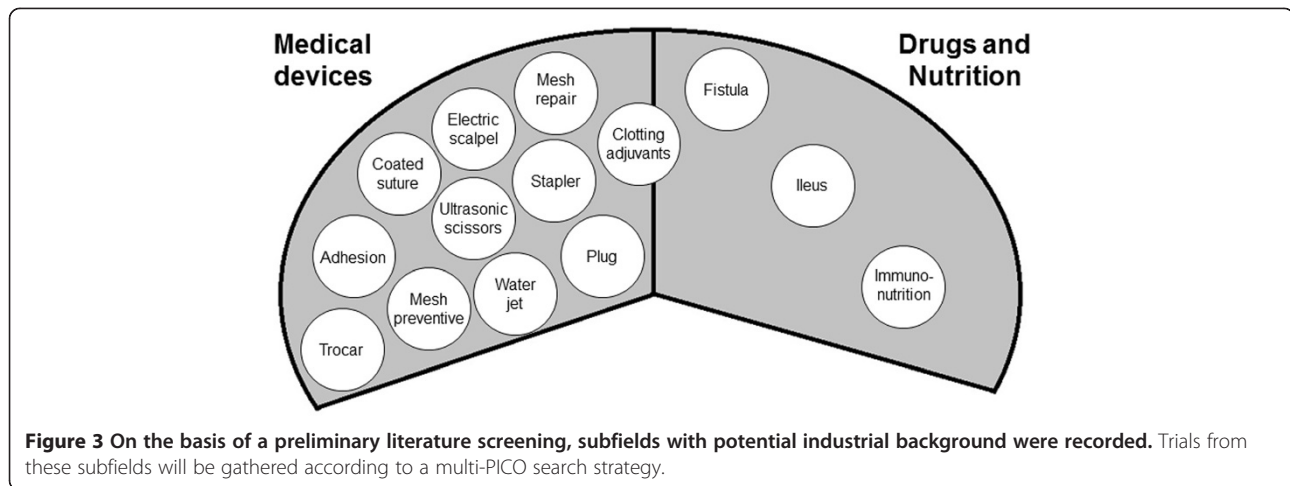 Medical
devices
Drugs and
Nutrition
Mesh
repair
Fistula
Electric
scalpel
Clotting
adjuvants
Coated
suture
Stapler
Ileus
Ultrasonic
scissors
Adhesion
Plug
Mesh
preventive
Water
jet
Immuno-
nutrition
Trocar
Figure 3 On the basis of a preliminary literature screening, subfields with potential industrial background were recorded. Trials from
these subfields will be gathered according to a multi-PICO search strategy.